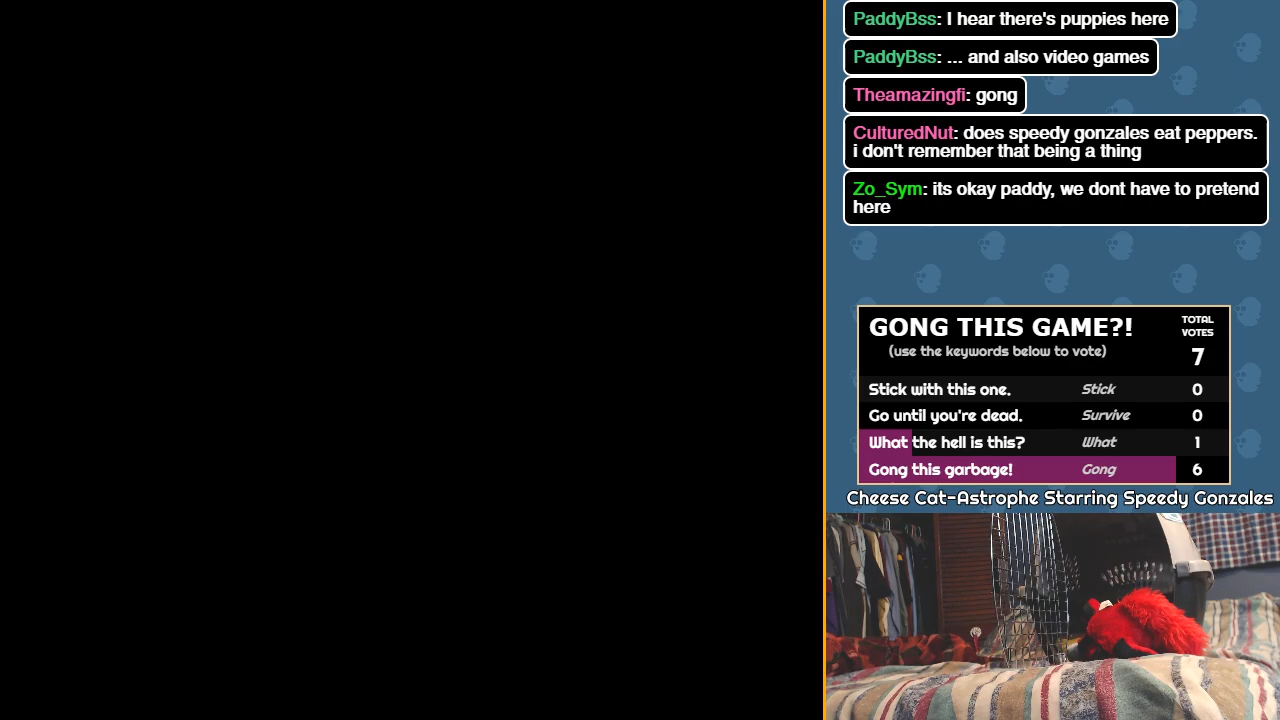 PaddyBss: I hear there's puppies here
PaddyBss: ... and also video games
Theamazingfi: gong
CulturedNut: does speedy gonzales eat peppers.
i don't remember that being a thing
Zo_Sym: its okay paddy, we dont have to pretend
here
GONG THIS GAME?!
TOTAL
VOTES
(use the keywords below to vote)
7
Stick with this one. Stick 0
Go until you're dead. Survive 0
What the hell is this? What 1
Gong this garbage! Gong 6
Cheese Cat-Astrophe Starring Speedy Gonzales